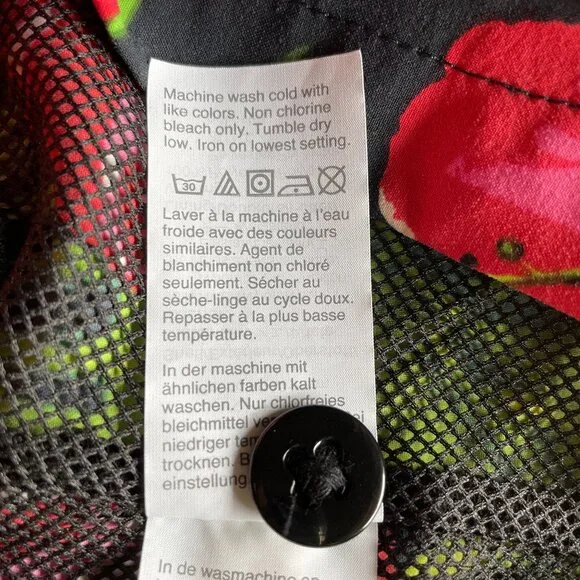 Machine wash cold with
like colors. Non chlorine
bleach only. Tumble dry
low. Iron on lowest setting.
30
Laver à la machine à l'eau
froide avec des couleurs
similaires. Agent de
blanchiment non chloré
seulement. Sécher au
sèche-linge au cycle doux.
Repasser à la plus basse
température.
In der maschine mit
ähnlichen farben kalt
waschen. Nur chlorfreies
bleichmittel
niedriger
trocknen.
einstellung
In de wasmachine